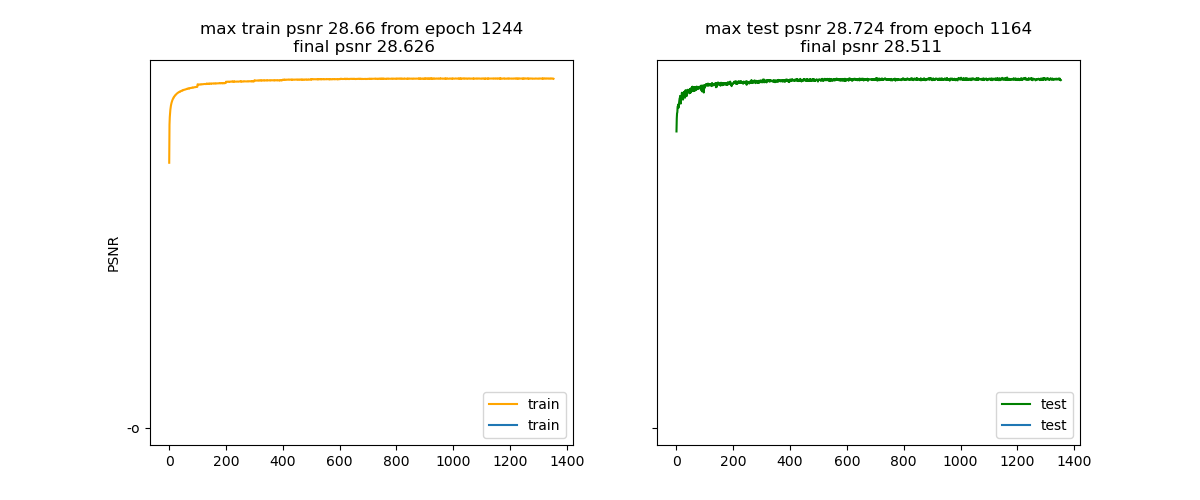 max train psnr 28.66 from epoch 1244
final psnr 28.626
max test psnr 28.724 from epoch 1164
final psnr 28.511
PSNR
-o
train
train
test
test
0 200 400 600 800 1000 1200 1400
0 200 400 600 800 1000 1200 1400